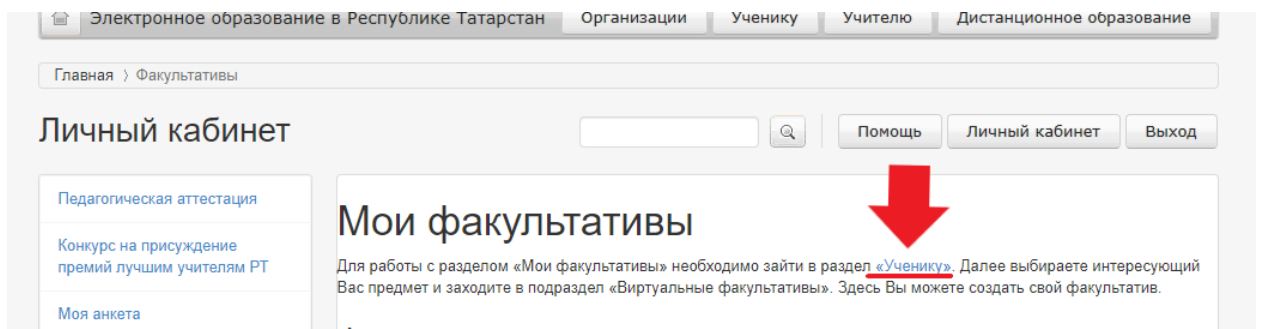 Электронное образование в Республике Татарстан Организации Ученику Учителю Дистанционное образование
Главная 〉 Факультативы
Личный кабинет Помощь Личный кабинет Выход
Педагогическая аттестация
Конкурс на присуждение
премий лучшим учителям РТ
Моя анкета
Мои факультативы
Для работы с разделом «Мои факультативы» необходимо зайти в раздел «Ученику». Далее выбираете интересующий
Вас предмет и заходите в подраздел «Виртуальные факультативы». Здесь Вы можете создать свой факультатив.